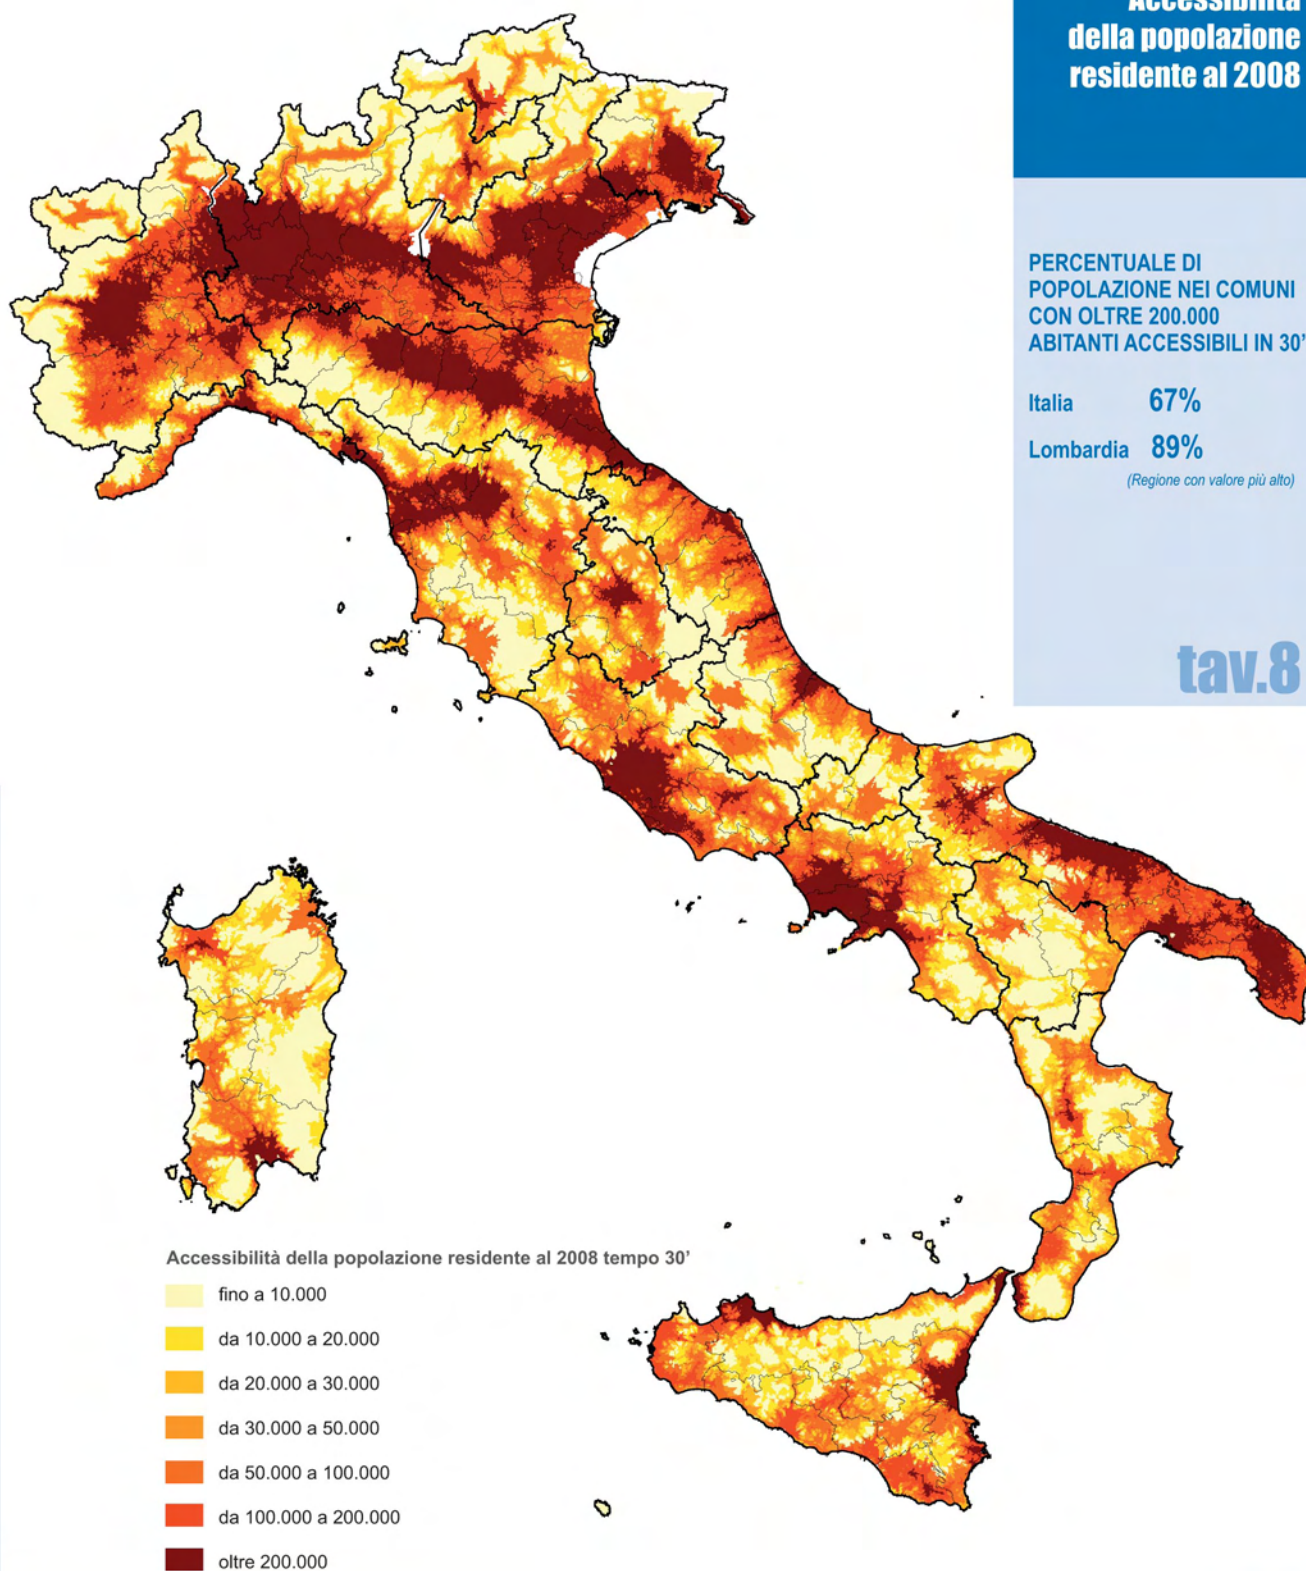 Accessibilità
della popolazione
residente al 2008
PERCENTUALE DI
POPOLAZIONE NEI COMUNI
CON OLTRE 200.000
ABITANTI ACCESSIBILI IN 30'
Italia 67%
Lombardia 89%
(Regione con valore più alto)
tav.8
Accessibilità della popolazione residente al 2008 tempo 30'
fino a 10.000
da 10.000 a 20.000
da 20.000 a 30.000
da 30.000 a 50.000
da 50.000 a 100.000
da 100.000 a 200.000
oltre 200.000